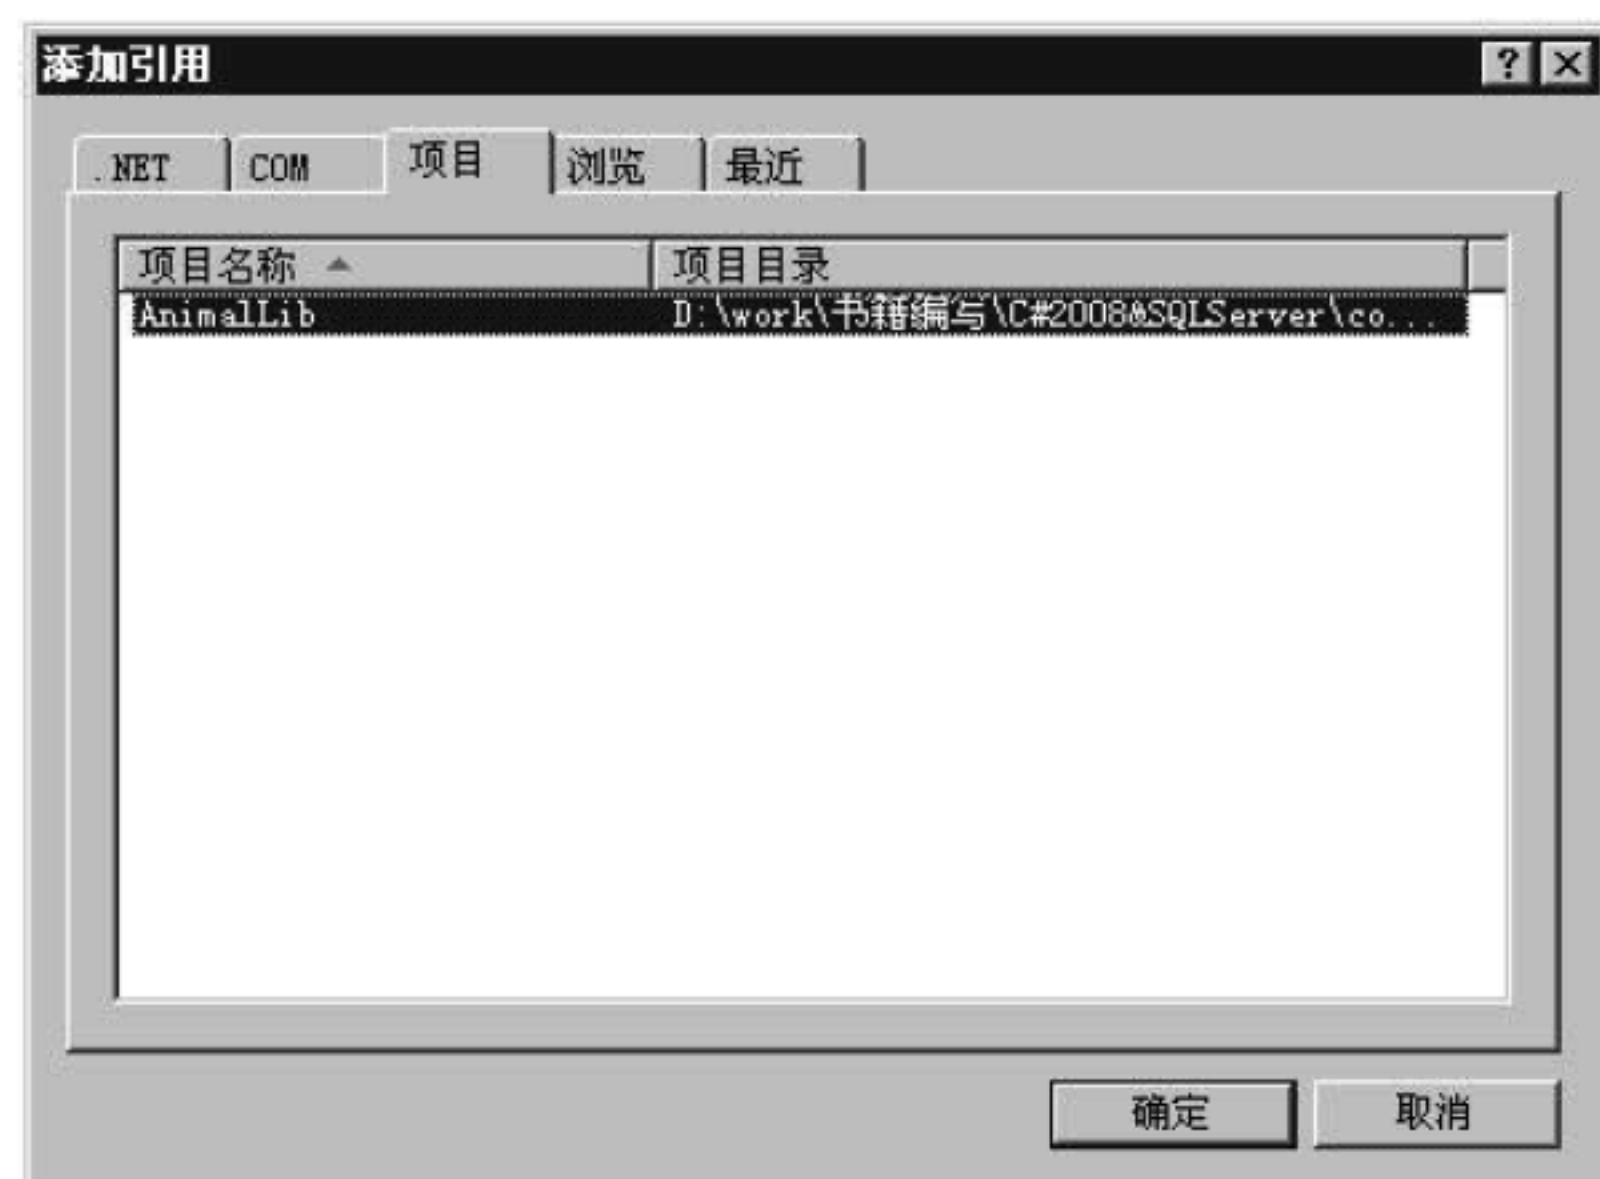 添加引用
.NET COM 项目 浏览 最近
项目名称 项目目录
AnimalLib D:\work\书籍编写\C#2008&SQLServer\co...
确定 取消